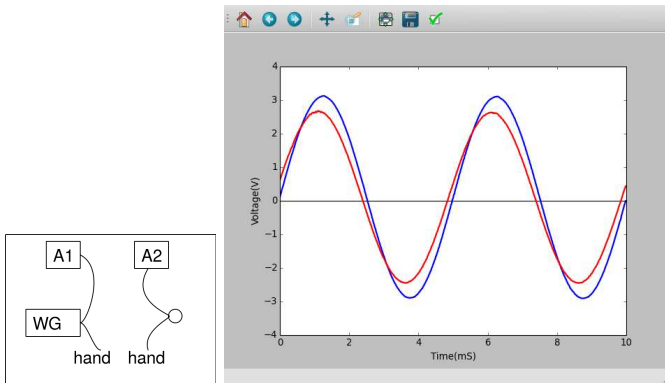 A1 A2
WG
hand hand
4
3
2
1
0
−1
−2
−3
−4
Voltage(V)
0 2 4 6 8 10
Time(mS)